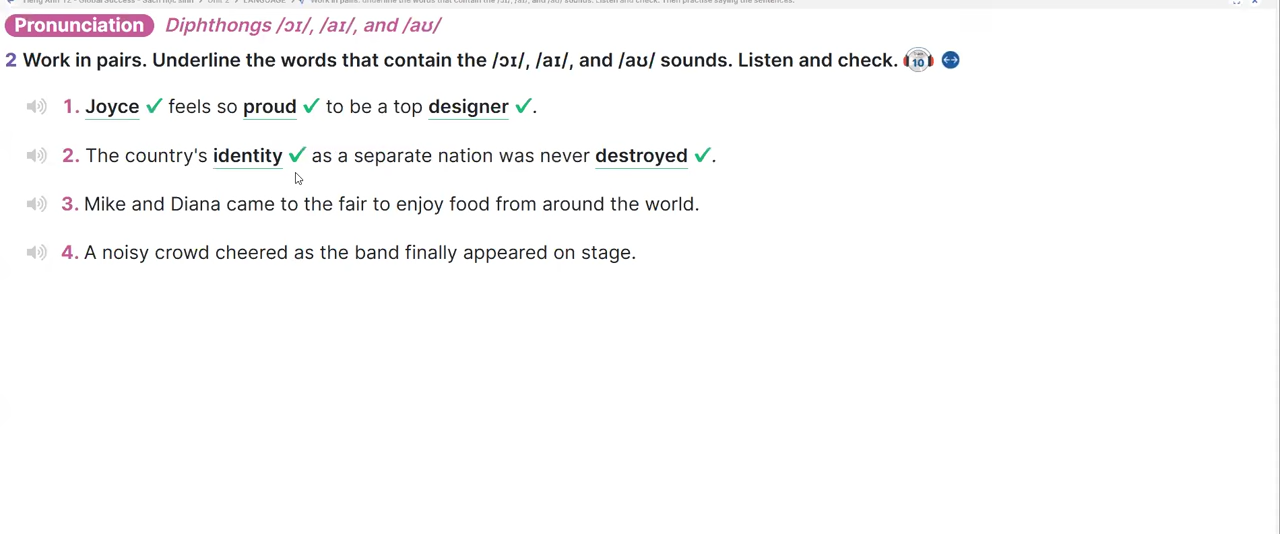 Pronunciation Diphthongs /ɔɪ/, /aɪ/, and /aʊ/
2 Work in pairs. Underline the words that contain the /ɔɪ/, /aɪ/, and /aʊ/ sounds. Listen and check. 10
1. Joyce ✓ feels so proud ✓ to be a top designer ✓.
2. The country's identity ✓ as a separate nation was never destroyed ✓.
3. Mike and Diana came to the fair to enjoy food from around the world.
4. A noisy crowd cheered as the band finally appeared on stage.